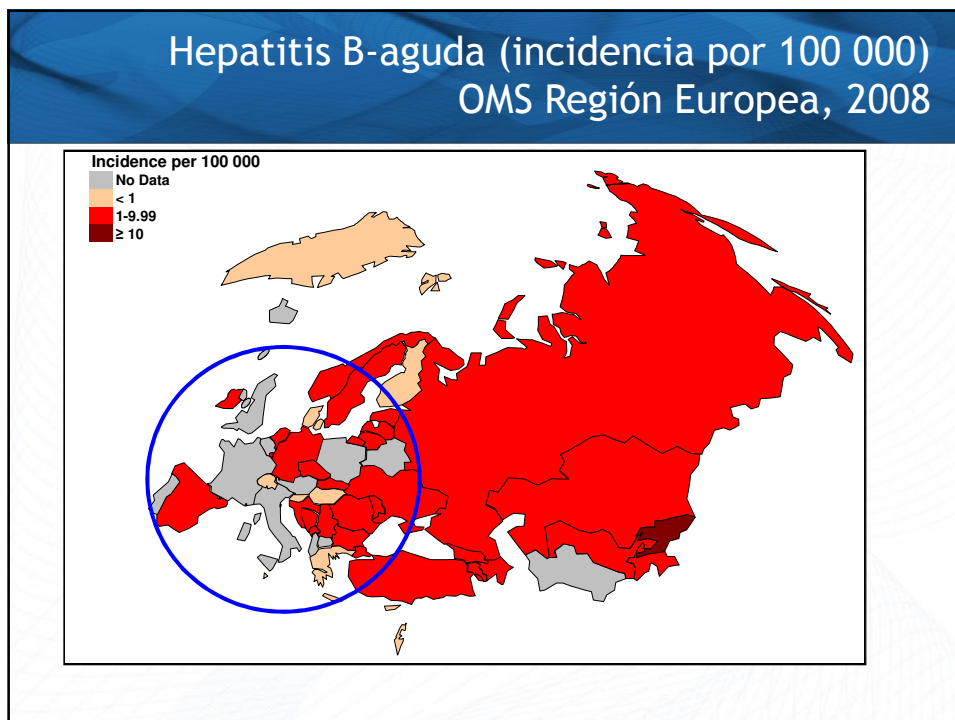 Hepatitis B-aguda (incidencia por 100 000)
OMS Región Europea, 2008
Incidence per 100 000
No Data
< 1
1-9.99
≥ 10